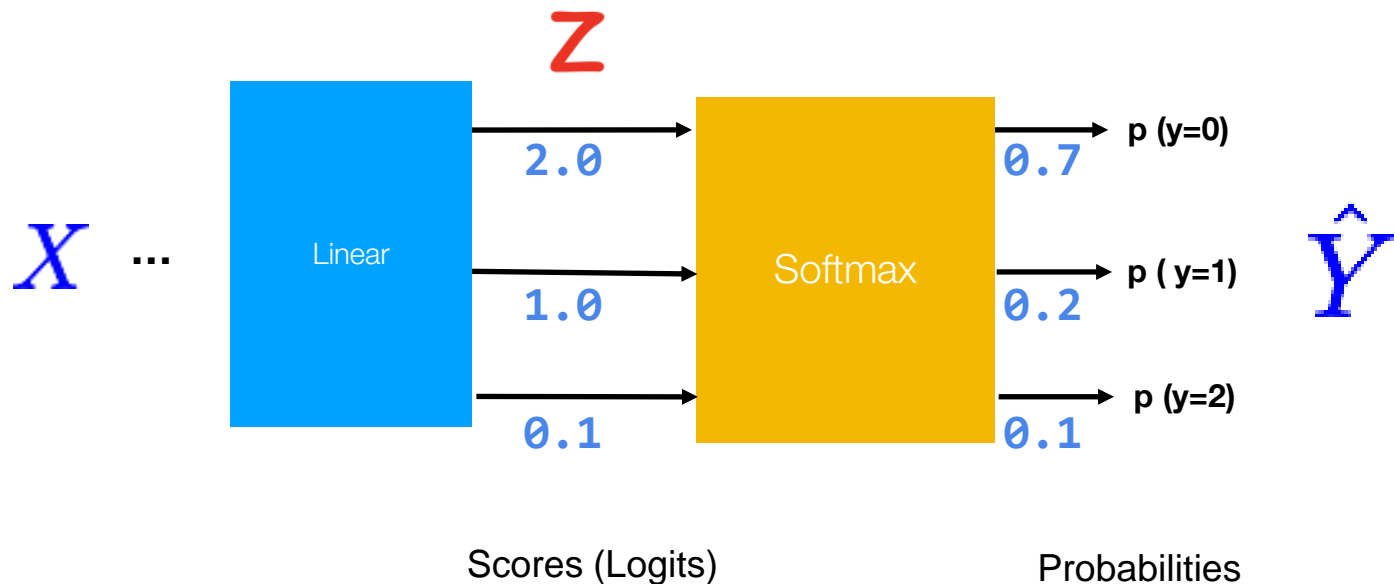 Z
2.0
0.7
p (y=0)
X
...
Linear
Softmax
1.0
0.2
p ( y=1)
Ŷ
0.1
0.1
p (y=2)
Scores (Logits)
Probabilities